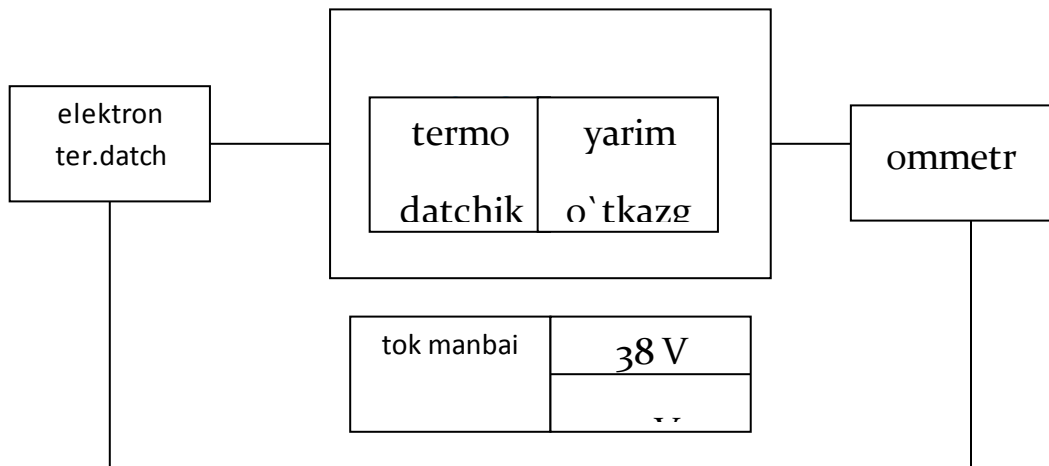 elektron
ter.datch
termo
datchik
yarim
o`tkazg
ommetr
tok manbai
38 V